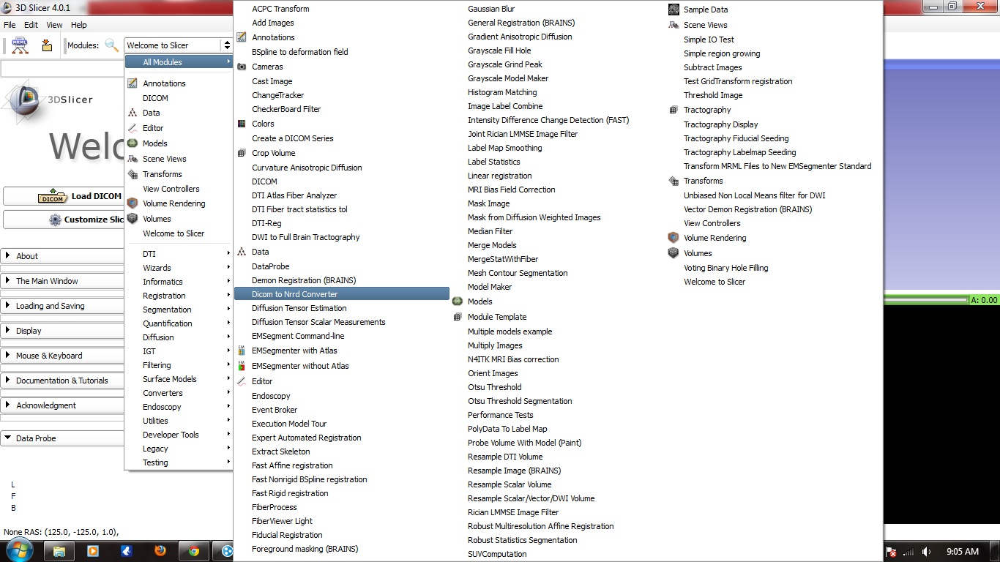 3D Slicer 4.0.1
File Edit View Help
Modules: Welcome to Slicer
3DSlicer
Welc
Load DICOM
Customize Slic
About
The Main Window
Loading and Saving
Display
Mouse & Keyboard
Documentation & Tutorials
Acknowledgment
Data Probe
L
F
B
None RAS: (125.0, -125.0, 1.0),
All Modules
Annotations
DICOM
Data
Editor
Models
Scene Views
Transforms
View Controllers
Volume Rendering
Volumes
Welcome to Slicer
DTI
Wizards
Informatics
Registration
Segmentation
Quantification
Diffusion
IGT
Filtering
Surface Models
Converters
Endoscopy
Utilities
Developer Tools
Legacy
Testing
ACPC Transform
Add Images
Annotations
BSpline to deformation field
Cameras
Cast Image
ChangeTracker
CheckerBoard Filter
Colors
Create a DICOM Series
Crop Volume
Curvature Anisotropic Diffusion
DICOM
DTI Atlas Fiber Analyzer
DTI Fiber tract statistics tol
DTI-Reg
DWI to Full Brain Tractography
Data
DataProbe
Demon Registration (BRAINS)
Dicom to Nrrd Converter
Diffusion Tensor Estimation
Diffusion Tensor Scalar Measurements
EMSegment Command-line
EMSegmenter with Atlas
EMSegmenter without Atlas
Editor
Endoscopy
Event Broker
Execution Model Tour
Expert Automated Registration
Extract Skeleton
Fast Affine registration
Fast Nonrigid BSpline registration
Fast Rigid registration
FiberProcess
FiberViewer Light
Fiducial Registration
Foreground masking (BRAINS)
Gaussian Blur
General Registration (BRAINS)
Gradient Anisotropic Diffusion
Grayscale Fill Hole
Grayscale Grind Peak
Grayscale Model Maker
Histogram Matching
Image Label Combine
Intensity Difference Change Detection (FAST)
Joint Rician LMMSE Image Filter
Label Map Smoothing
Label Statistics
Linear registration
MRI Bias Field Correction
Mask Image
Mask from Diffusion Weighted Images
Median Filter
Merge Models
MergeStatWithFiber
Mesh Contour Segmentation
Model Maker
Models
Module Template
Multiple models example
Multiply Images
N4ITK MRI Bias correction
Orient Images
Otsu Threshold
Otsu Threshold Segmentation
Performance Tests
PolyData To Label Map
Probe Volume With Model (Paint)
Resample DTI Volume
Resample Image (BRAINS)
Resample Scalar Volume
Resample Scalar/Vector/DWI Volume
Rician LMMSE Image Filter
Robust Multiresolution Affine Registration
Robust Statistics Segmentation
SUVComputation
Sample Data
Scene Views
Simple IO Test
Simple region growing
Subtract Images
Test GridTransform registration
Threshold Image
Tractography
Tractography Display
Tractography Fiducial Seeding
Tractography Labelmap Seeding
Transform MRML Files to New EMSegmenter Standard
Transforms
Unbiased Non Local Means filter for DWI
Vector Demon Registration (BRAINS)
View Controllers
Volume Rendering
Volumes
Voting Binary Hole Filling
Welcome to Slicer
A: 0.00
9:05 AM